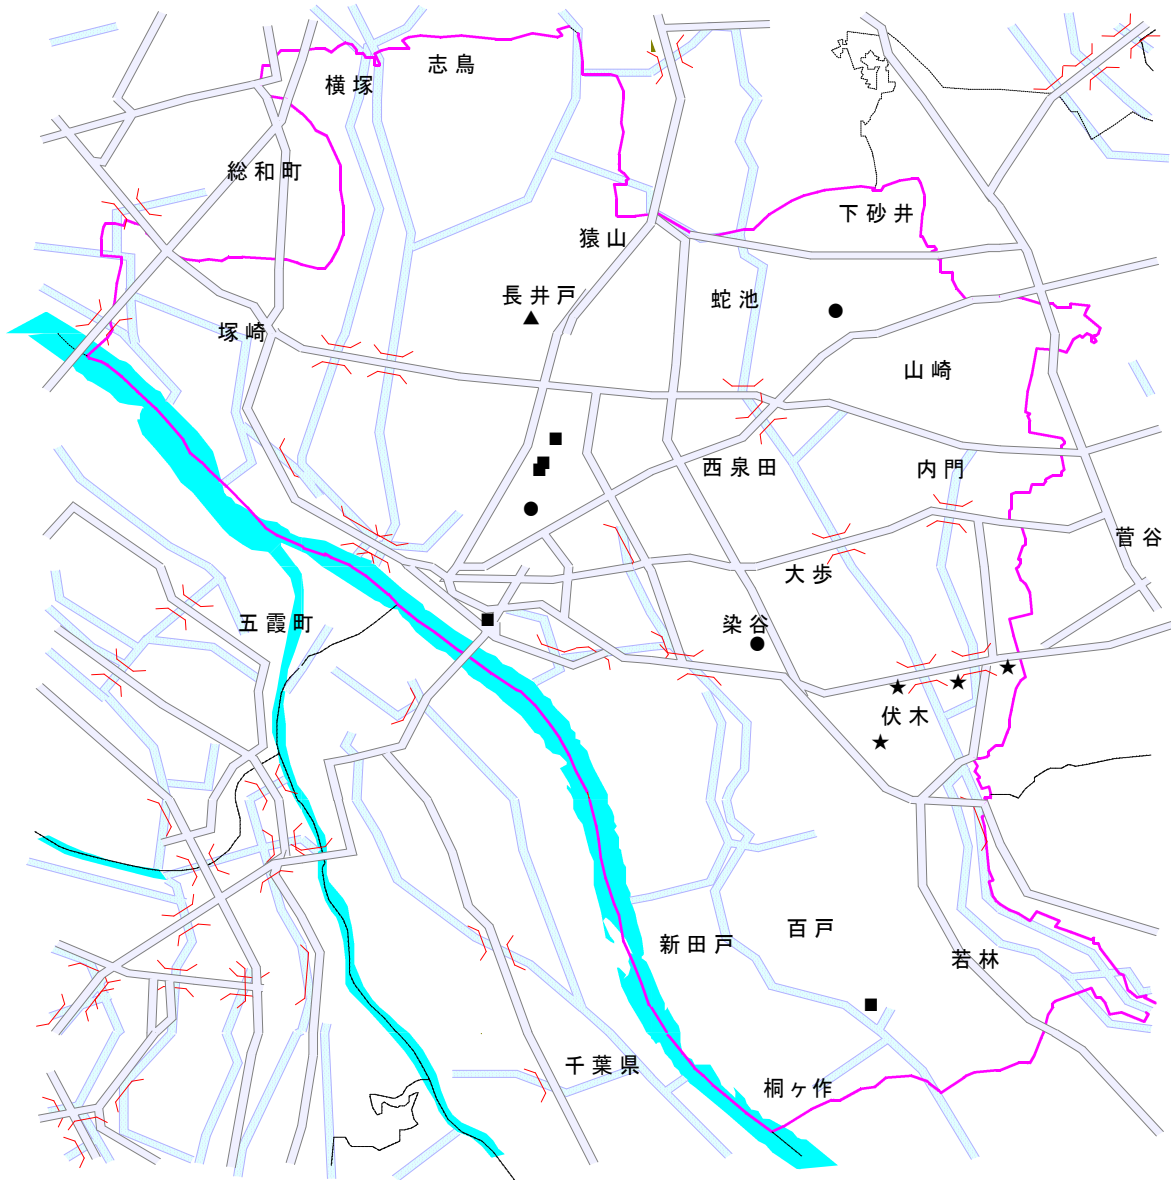 志鳥
横塚
総和町
下砂井
猿山
長井戸
蛇池
塚崎
山崎
西泉田
内門
菅谷
大歩
五霞町
染谷
伏木
百戸
新田戸
若林
千葉県
桐ヶ作